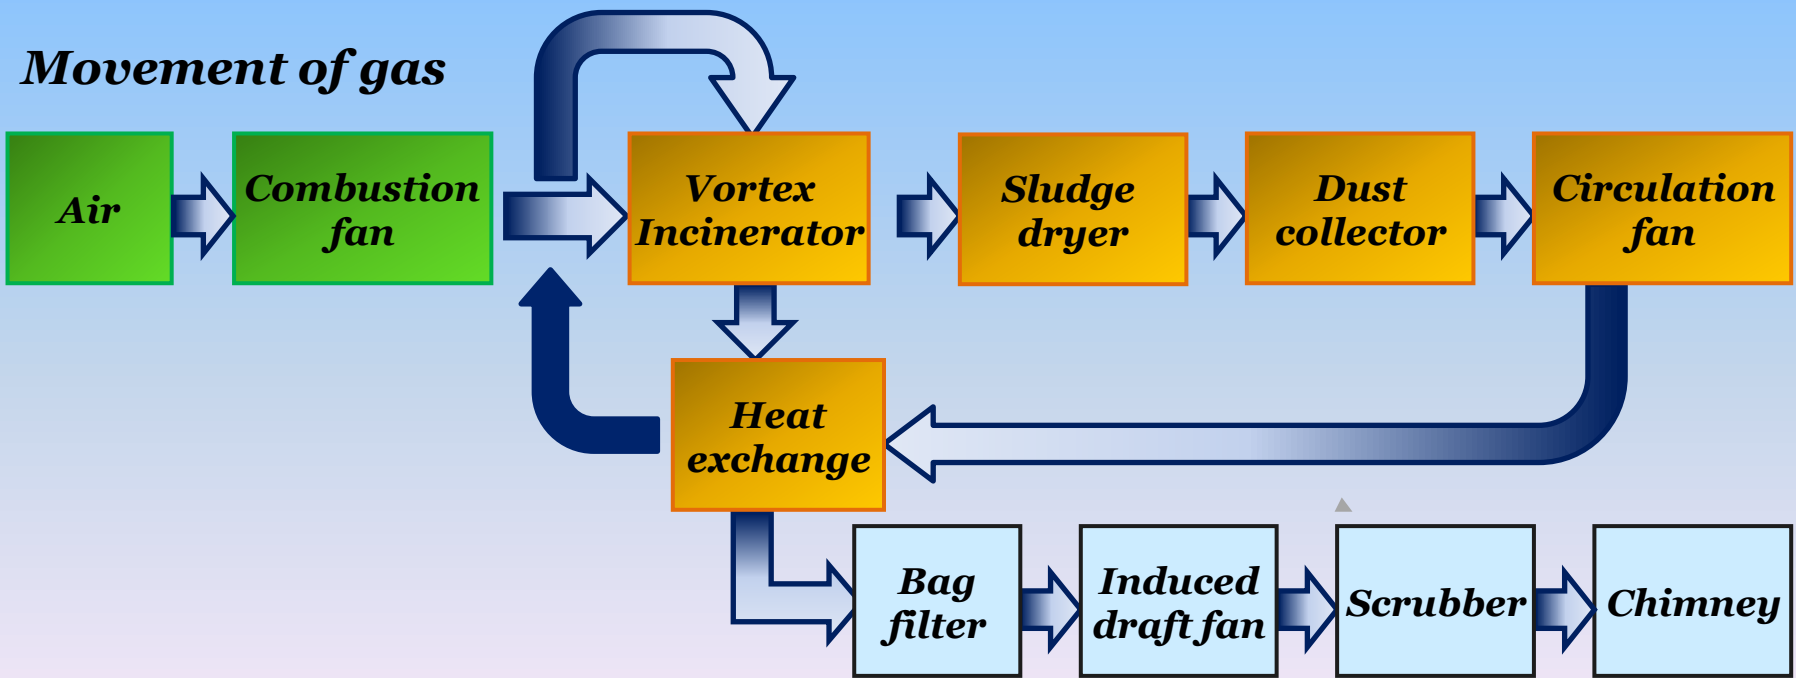 Movement of gas
Air
Combustion
fan
Vortex
Incinerator
Sludge
dryer
Dust
collector
Circulation
fan
Heat
exchange
Bag
filter
Induced
draft fan
Scrubber
Chimney